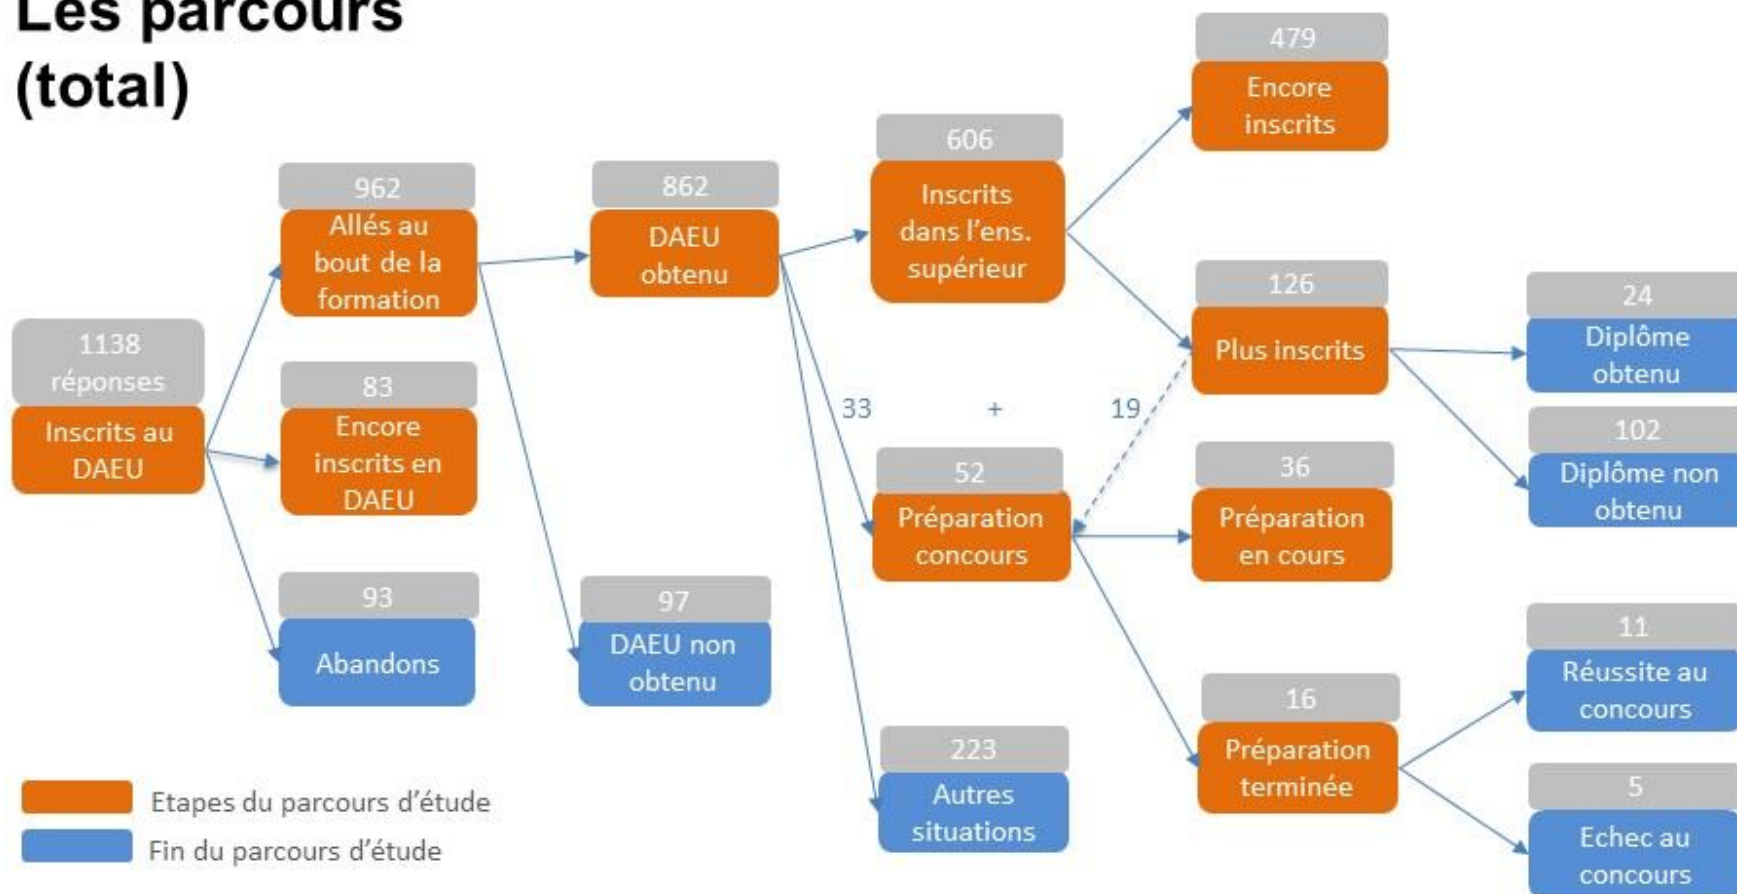 Les parcours
(total)
1138
réponses
Inscrits au
DAEU
962
Allés au
bout de la
formation
83
Encore
inscrits en
DAEU
93
Abandons
862
DAEU
obtenu
97
DAEU non
obtenu
606
Inscrits
dans l'ens.
supérieur
33 + 19
52
Préparation
concours
223
Autres
situations
479
Encore
inscrits
126
Plus inscrits
36
Préparation
en cours
16
Préparation
terminée
24
Diplôme
obtenu
102
Diplôme non
obtenu
11
Réussite au
concours
5
Echec au
concours
Etapes du parcours d'étude
Fin du parcours d'étude